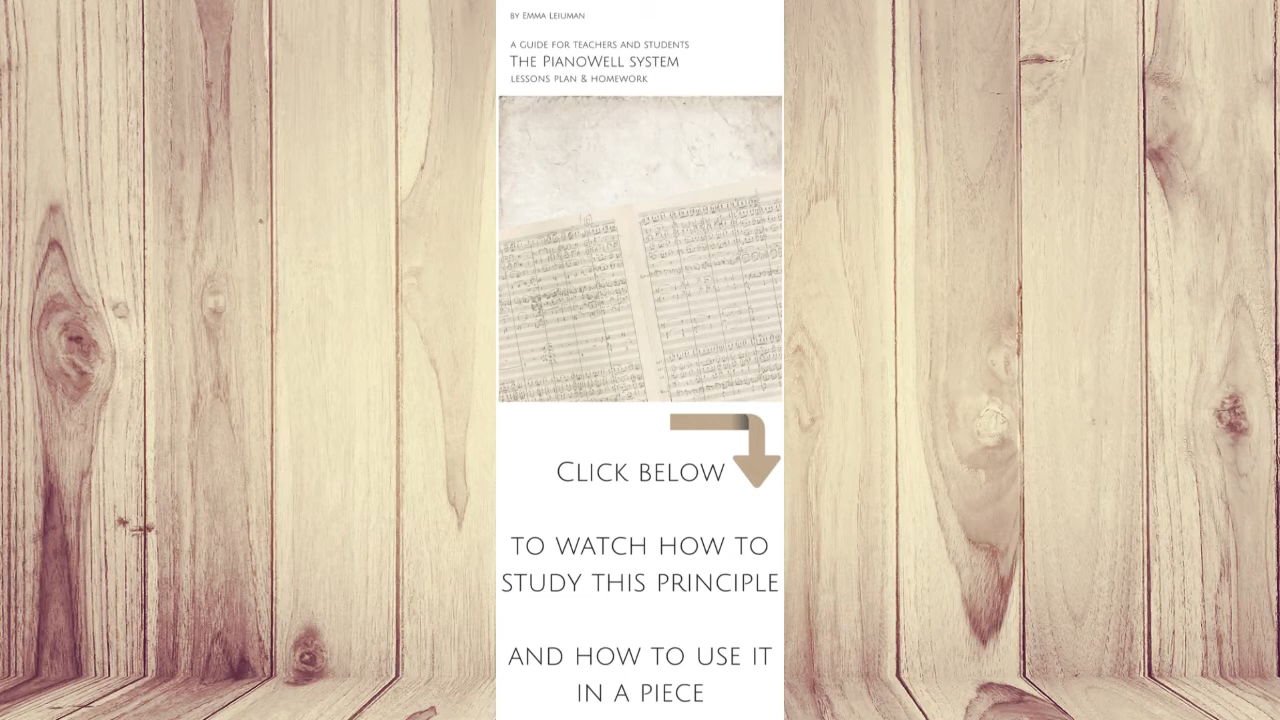 by Emma Leiuman
A guide for teachers and students
The PianoWell system
lessons plan & homework
Click below
to watch how to
study this principle
and how to use it
in a piece